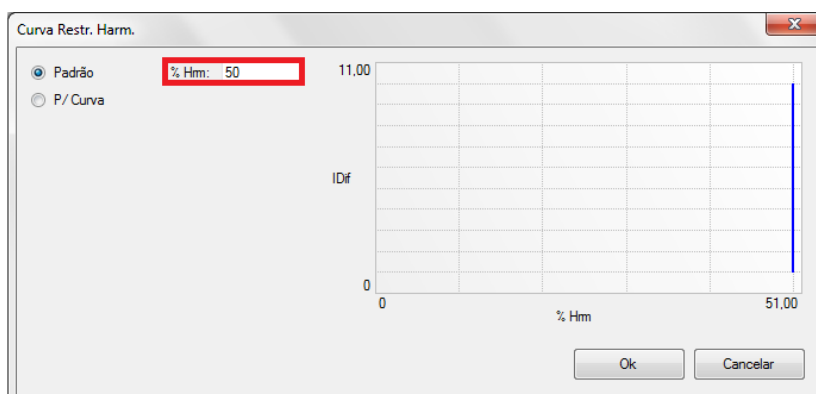 Curva Restr. Harm.
Padrão
% Hrm: 50
P/ Curva
11,00
IDif
0
0
51,00
% Hrm
Ok
Cancelar